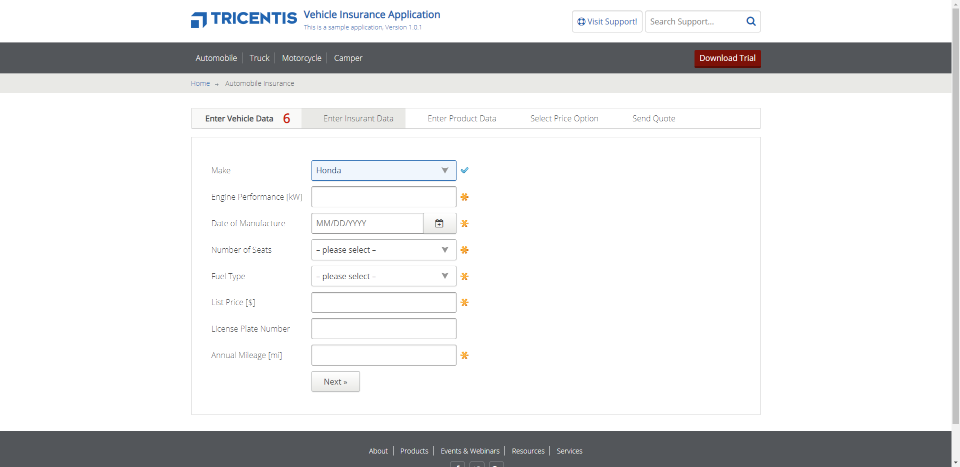 TRICENTIS Vehicle Insurance Application
This is a sample application. Version 1.0.1
Visit Support!
Search Support...
Automobile Truck Motorcycle Camper
Download Trial
Home → Automobile Insurance
Enter Vehicle Data 6 Enter Insurant Data Enter Product Data Select Price Option Send Quote
Make Honda
Engine Performance [kW]
Date of Manufacture MM/DD/YYYY
Number of Seats – please select –
Fuel Type – please select –
List Price [$]
License Plate Number
Annual Mileage [mi]
Next »
About Products Events & Webinars Resources Services